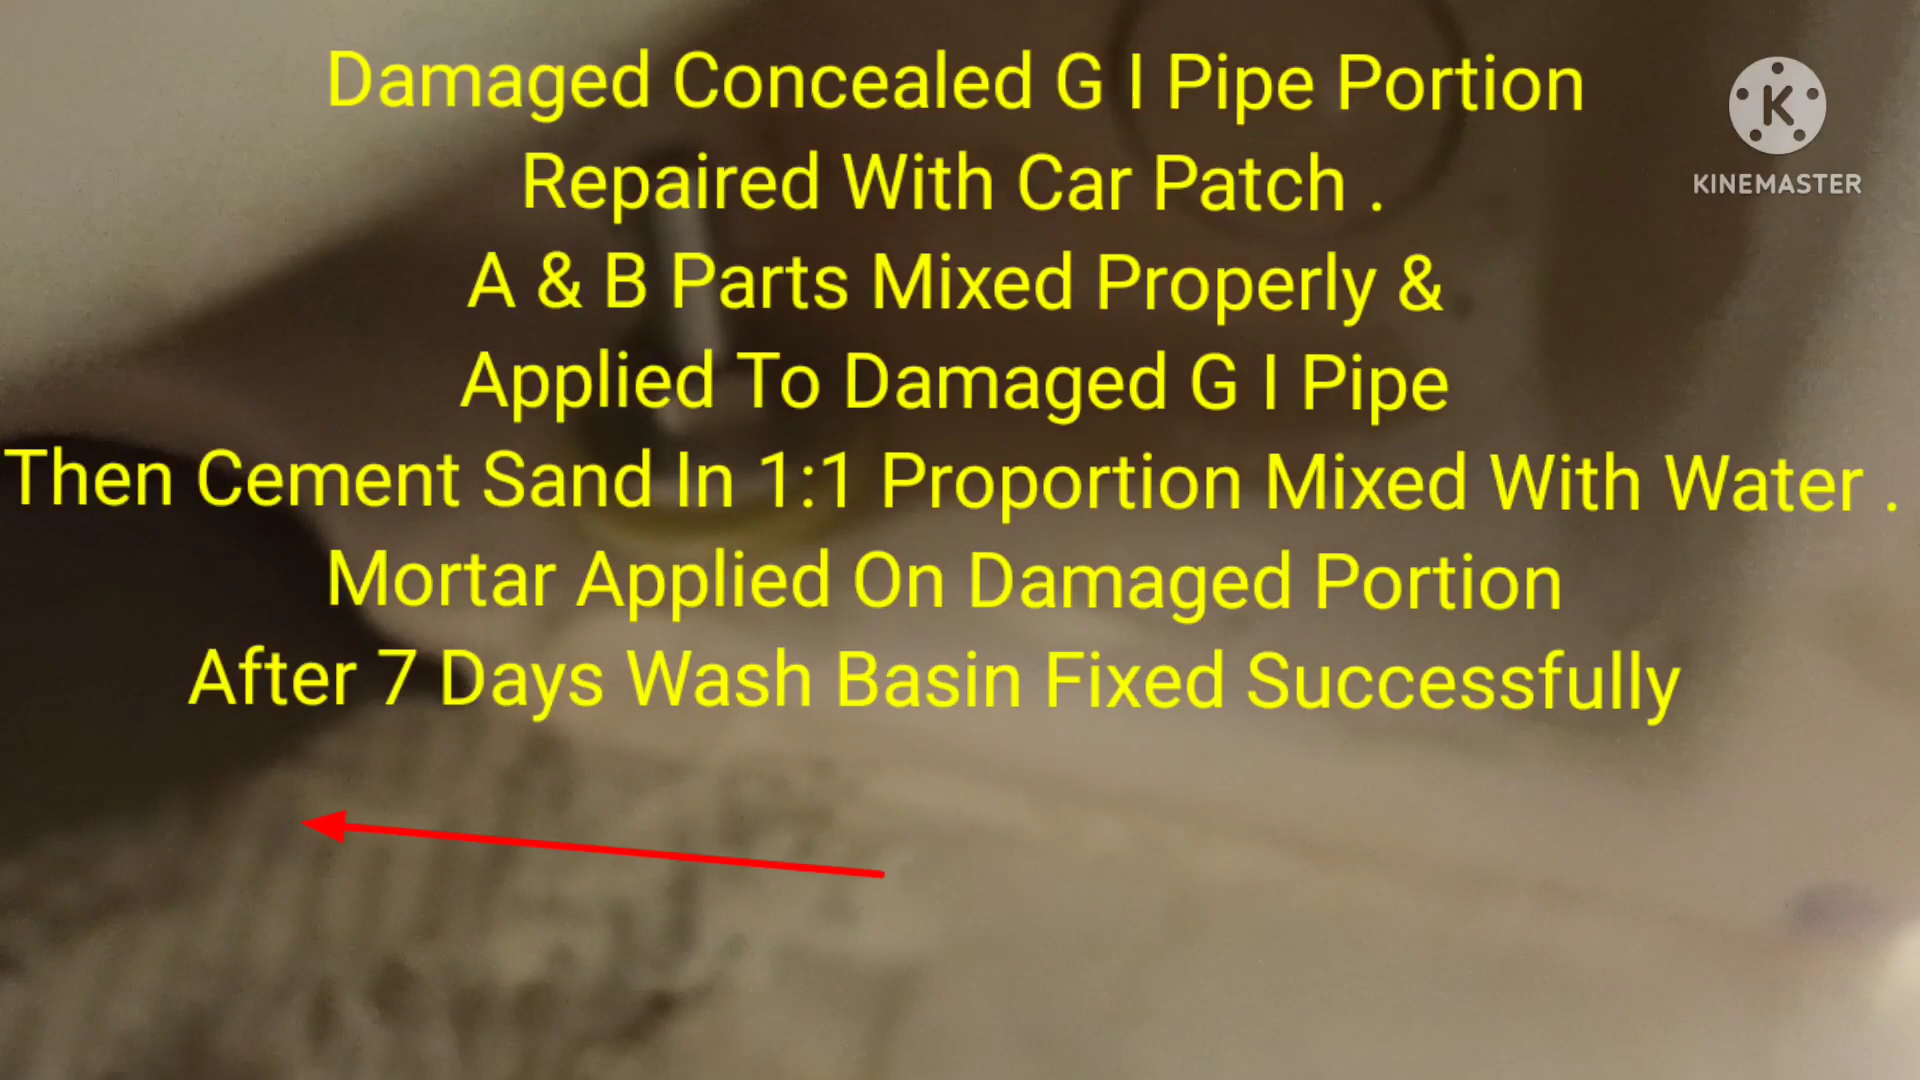 Damaged Concealed G I Pipe Portion
Repaired With Car Patch .
A & B Parts Mixed Properly &
Applied To Damaged G I Pipe
Then Cement Sand In 1:1 Proportion Mixed With Water .
Mortar Applied On Damaged Portion
After 7 Days Wash Basin Fixed Successfully
K
KINEMASTER